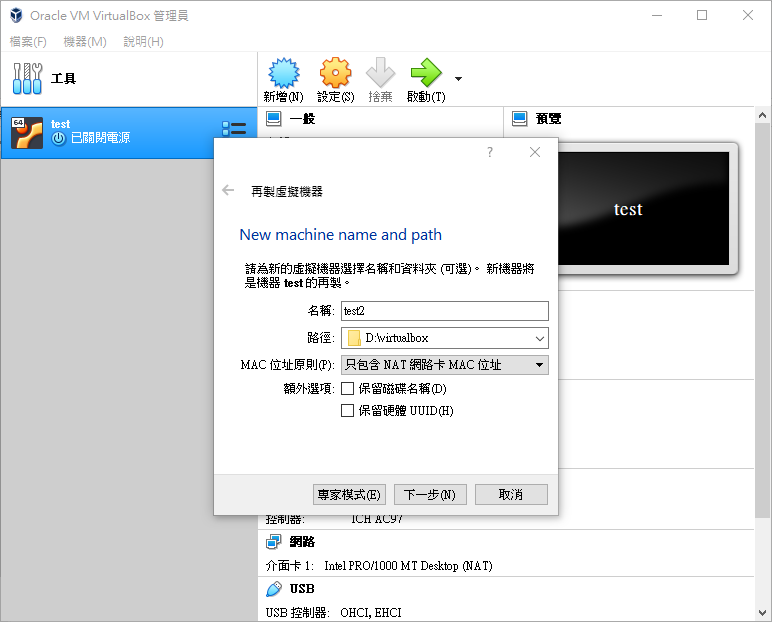 Oracle VM VirtualBox 管理員
檔案(F) 機器(M) 說明(H)
工具
新增(N) 設定(S) 捨棄 啟動(T)
64
test
已關閉電源
一般
預覽
test
?
再製虛擬機器
New machine name and path
請為新的虛擬機器選擇名稱和資料夾 (可選)。 新機器將
是機器 test 的再製。
名稱: test2
路徑: D:\virtualbox
MAC 位址原則(P): 只包含 NAT 網路卡 MAC 位址
額外選項: 保留磁碟名稱(D)
保留硬體 UUID(H)
專家模式(E) 下一步(N) 取消
控制器: ICH AC97
網路
介面卡 1: Intel PRO/1000 MT Desktop (NAT)
USB
USB 控制器: OHCI, EHCI